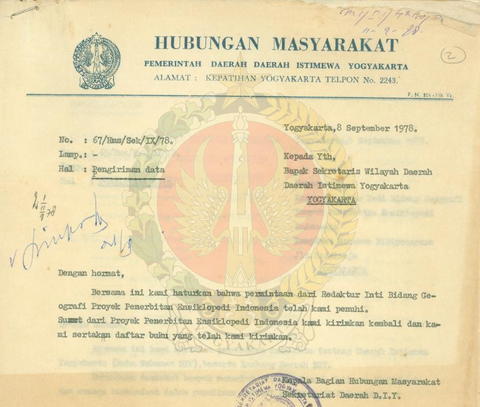 (2)
HUBUNGAN MASYARAKAT
PEMERINTAH DAERAH DAERAH ISTIMEWA YOGYAKARTA
ALAMAT : KEPATIHAN YOGYAKARTA TELPON No. 2243.
Yogyakarta, 8 September 1978.
No. : 67/Hms/Sek/IX/78.
Lamp.: -
Hal : Pengiriman data
Kepada Yth,
Bapak Sekretaris Wilayah Daerah
Daerah Istimewa Yogyakarta
YOGYAKARTA
Dengan hormat,
Bersama ini kami haturkan bahwa permintaan dari Redaktur Inti Bidang Ge-
ografi Proyek Penerbitan Ensiklopedi Indonesia telah kami penuhi.
Surat dari Proyek Penerbitan Ensiklopedi Indonesia kami kirimkan kembali dan ka-
mi sertakan daftar buku yang telah kami kirimkan.
Kepala Bagian Hubungan Masyarakat
Sekretariat Daerah D.I.Y.